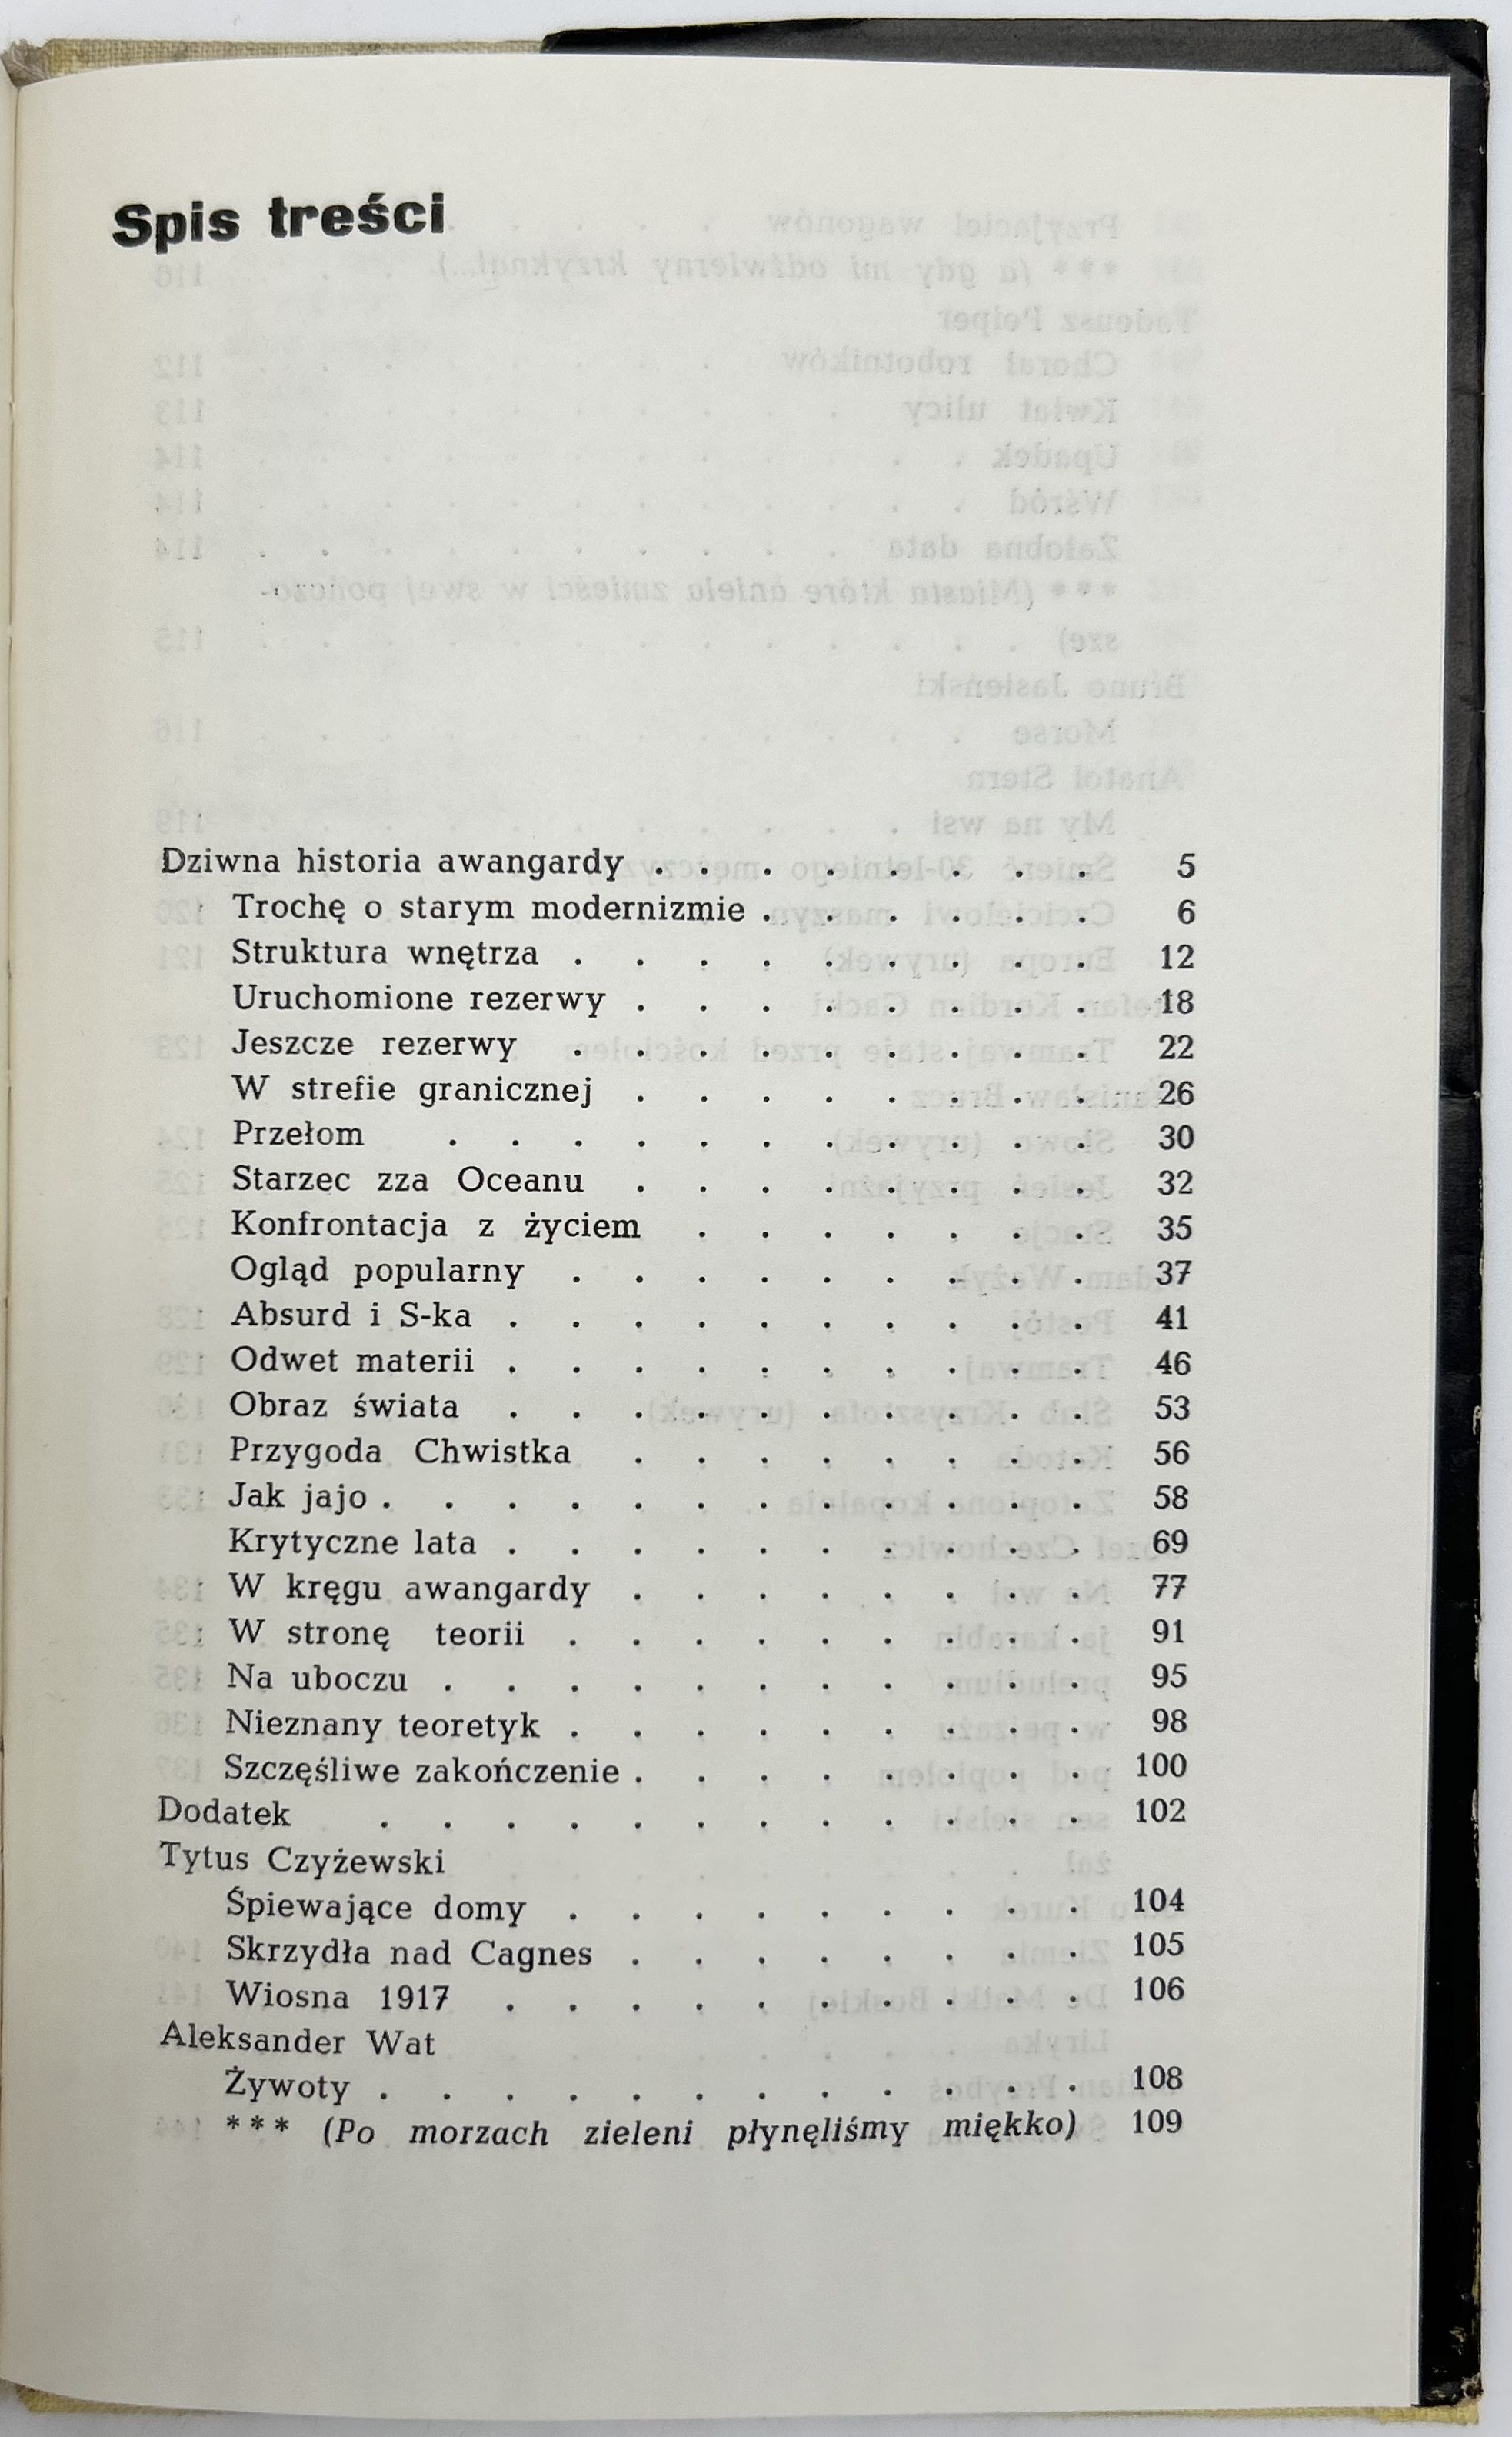 Spis treści
Dziwna historia awangardy . . . . . . . . 5
Trochę o starym modernizmie . . . . . . 6
Struktura wnętrza . . . . . . . . . 12
Uruchomione rezerwy . . . . . . . . 18
Jeszcze rezerwy . . . . . . . . . 22
W strefie granicznej . . . . . . . . 26
Przełom . . . . . . . . . . . 30
Starzec zza Oceanu . . . . . . . . 32
Konfrontacja z życiem . . . . . . . 35
Ogląd popularny . . . . . . . . . 37
Absurd i S-ka . . . . . . . . . . 41
Odwet materii . . . . . . . . . . 46
Obraz świata . . . . . . . . . . 53
Przygoda Chwistka . . . . . . . . 56
Jak jajo . . . . . . . . . . . . 58
Krytyczne lata . . . . . . . . . . 69
W kręgu awangardy . . . . . . . . 77
W stronę teorii . . . . . . . . . 91
Na uboczu . . . . . . . . . . . 95
Nieznany teoretyk . . . . . . . . . 98
Szczęśliwe zakończenie . . . . . . . . 100
Dodatek . . . . . . . . . . . . 102
Tytus Czyżewski
Śpiewające domy . . . . . . . . . 104
Skrzydła nad Cagnes . . . . . . . . 105
Wiosna 1917 . . . . . . . . . . 106
Aleksander Wat
Żywoty . . . . . . . . . . . . 108
*** (Po morzach zieleni płynęliśmy miękko) 109